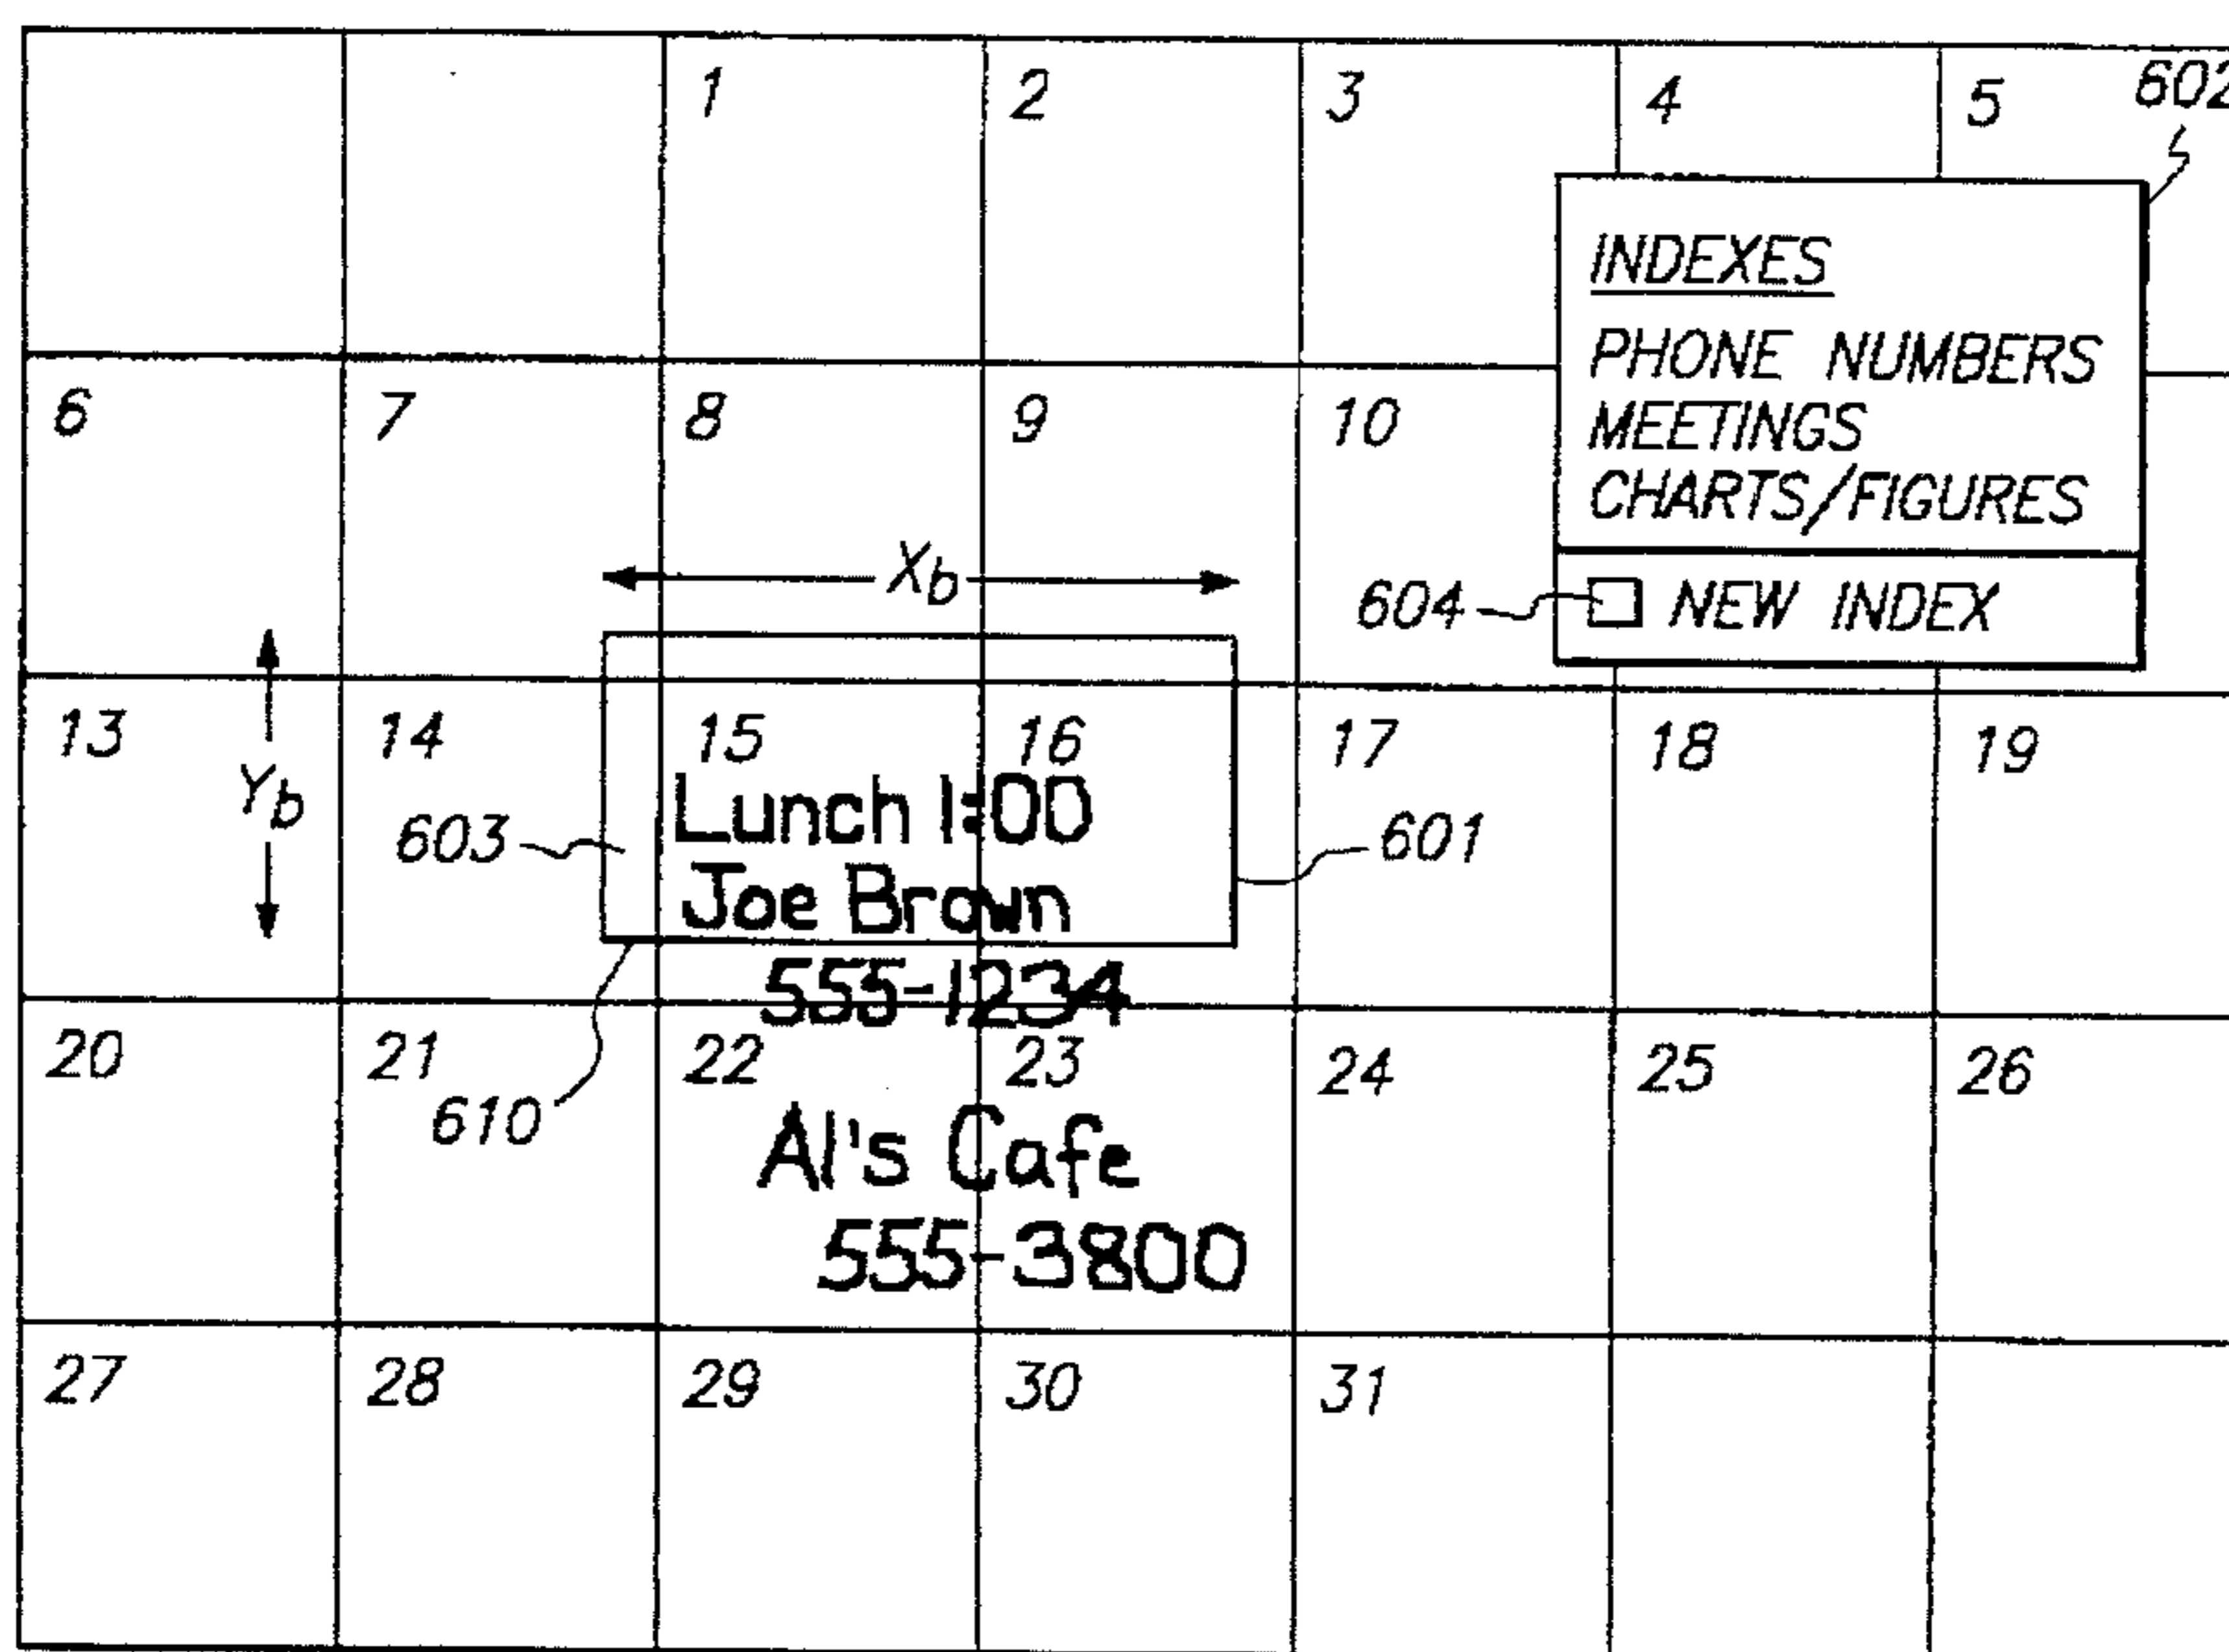 1 2 3 4 5 602
INDEXES
PHONE NUMBERS
MEETINGS
CHARTS/FIGURES
604 NEW INDEX
6 7 8 9 10
Xb
13 14 15 16 17 18 19
Yb
603
Lunch 1:00
601
Joe Brown
555-1234
20 21 22 23 24 25 26
610
Al's Cafe
555-3800
27 28 29 30 31